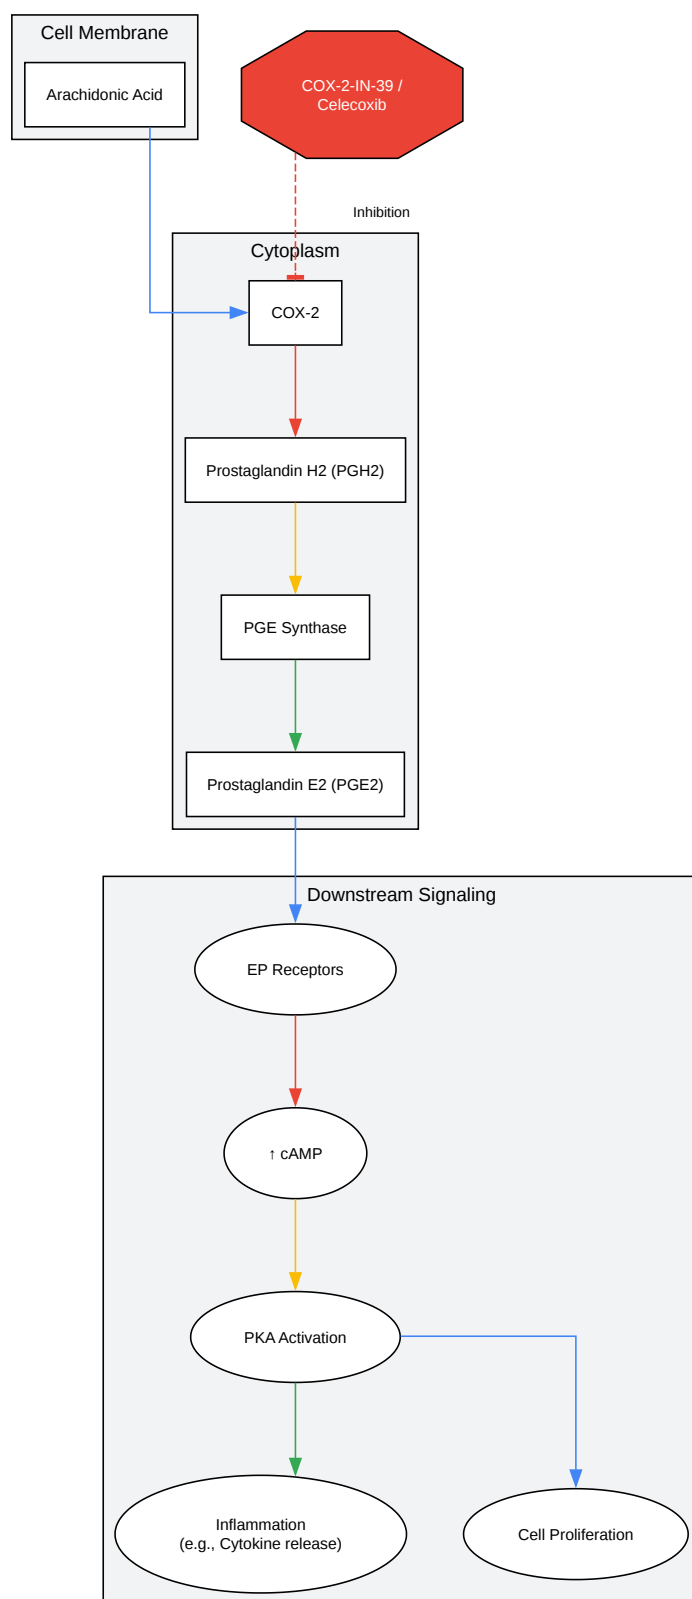 Cell Membrane
Arachidonic Acid
COX-2-IN-39 /
Celecoxib
Inhibition
Cytoplasm
COX-2
Prostaglandin H2 (PGH2)
PGE Synthase
Prostaglandin E2 (PGE2)
Downstream Signaling
EP Receptors
↑ cAMP
PKA Activation
Inflammation
(e.g., Cytokine release)
Cell Proliferation